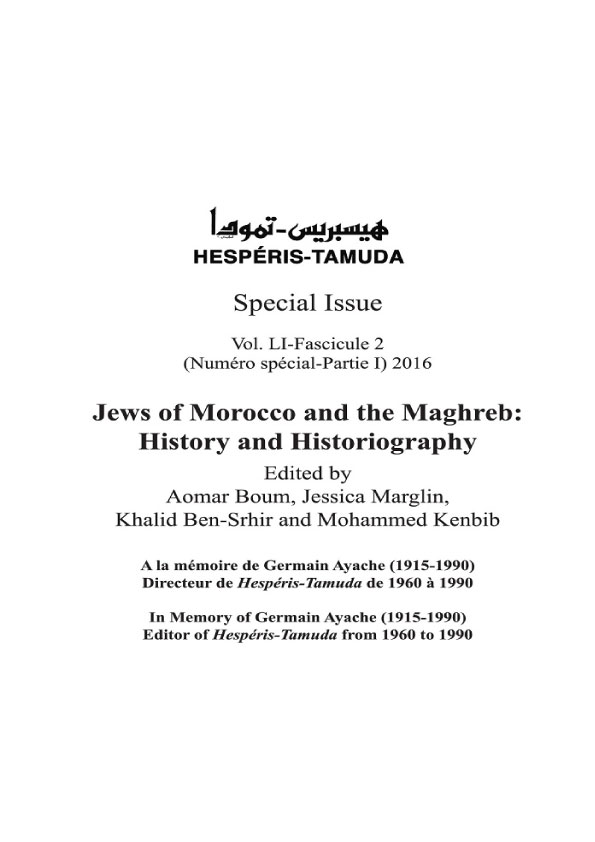 هيسبريس-تمودا
HESPÉRIS-TAMUDA
Special Issue
Vol. LI-Fascicule 2
(Numéro spécial-Partie I) 2016
Jews of Morocco and the Maghreb:
History and Historiography
Edited by
Aomar Boum, Jessica Marglin,
Khalid Ben-Srhir and Mohammed Kenbib
A la mémoire de Germain Ayache (1915-1990)
Directeur de Hespéris-Tamuda de 1960 à 1990
In Memory of Germain Ayache (1915-1990)
Editor of Hespéris-Tamuda from 1960 to 1990